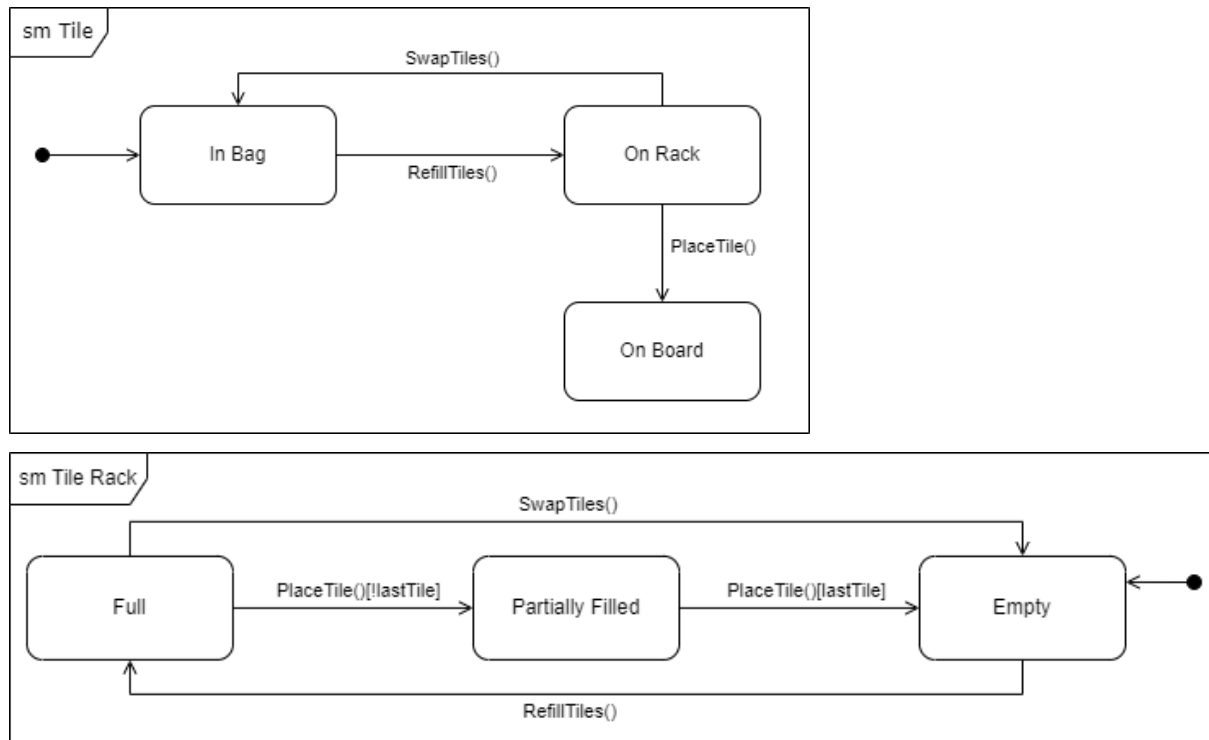 sm Tile
SwapTiles()
In Bag
On Rack
RefillTiles()
PlaceTile()
On Board
sm Tile Rack
SwapTiles()
PlaceTile()[!lastTile]
PlaceTile()[lastTile]
Full
Partially Filled
Empty
RefillTiles()